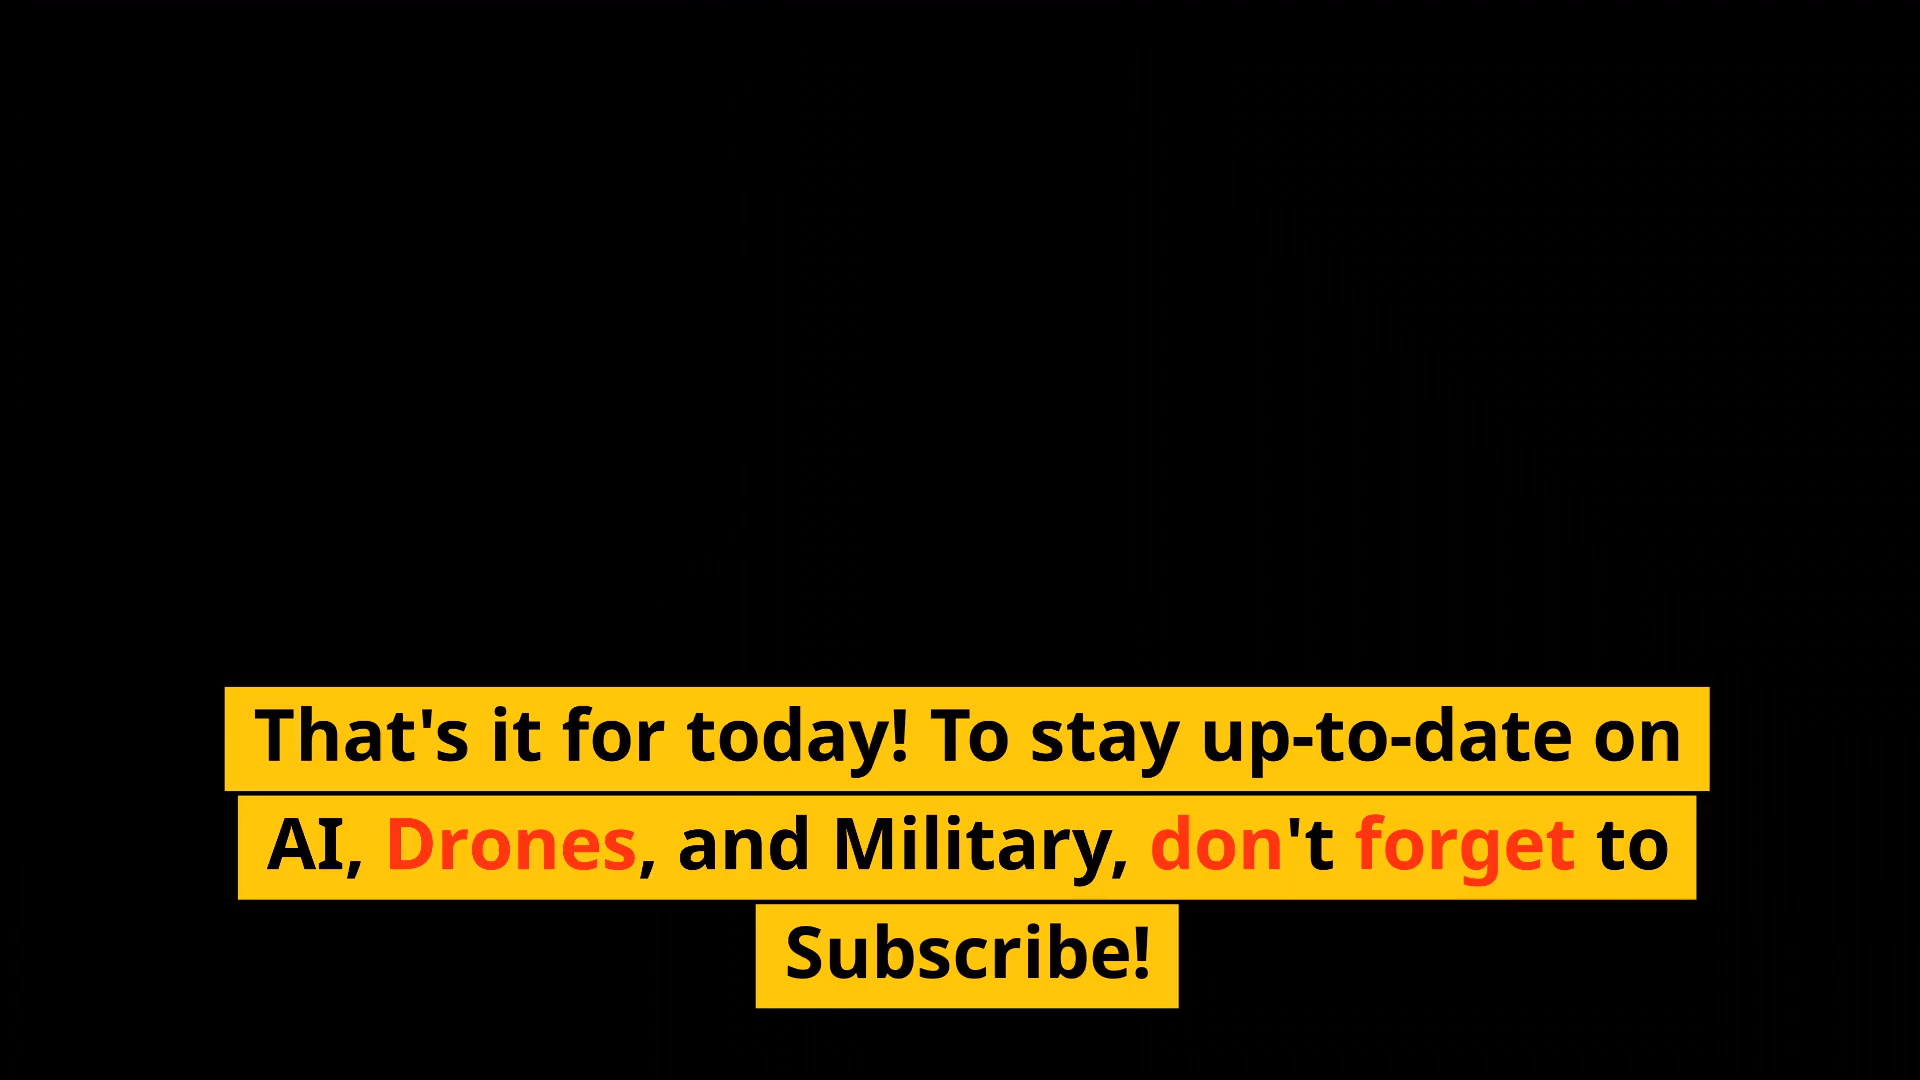 That's it for today! To stay up-to-date on
AI, Drones, and Military, don't forget to
Subscribe!